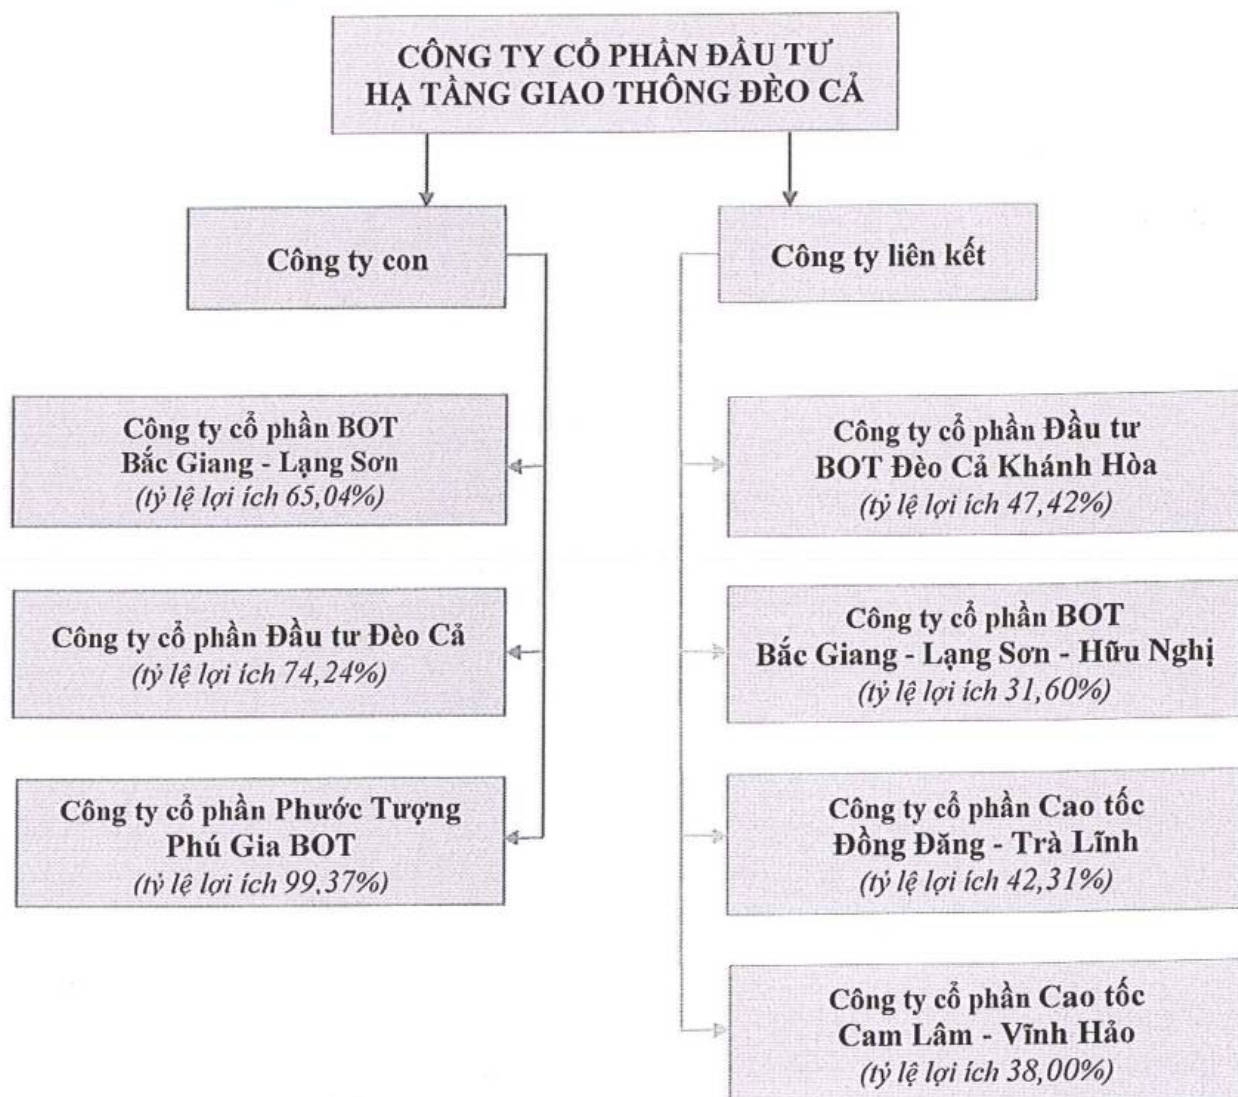 CÔNG TY CỔ PHẦN ĐẦU TƯ
HẠ TẦNG GIAO THÔNG ĐÈO CẢ
Công ty con
Công ty cổ phần BOT
Bắc Giang - Lạng Sơn
(tỷ lệ lợi ích 65,04%)
Công ty cổ phần Đầu tư Đèo Cả
(tỷ lệ lợi ích 74,24%)
Công ty cổ phần Phước Tượng
Phú Gia BOT
(tỷ lệ lợi ích 99,37%)
Công ty liên kết
Công ty cổ phần Đầu tư
BOT Đèo Cả Khánh Hòa
(tỷ lệ lợi ích 47,42%)
Công ty cổ phần BOT
Bắc Giang - Lạng Sơn - Hữu Nghị
(tỷ lệ lợi ích 31,60%)
Công ty cổ phần Cao tốc
Đồng Đăng - Trà Lĩnh
(tỷ lệ lợi ích 42,31%)
Công ty cổ phần Cao tốc
Cam Lâm - Vĩnh Hảo
(tỷ lệ lợi ích 38,00%)